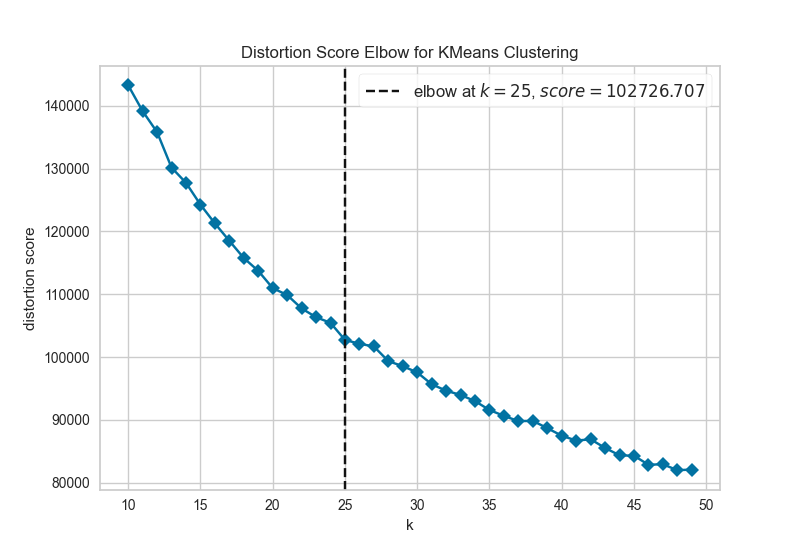 Distortion Score Elbow for KMeans Clustering
elbow at k = 25, score = 102726.707
distortion score
140000
130000
120000
110000
100000
90000
80000
10 15 20 25 30 35 40 45 50
k